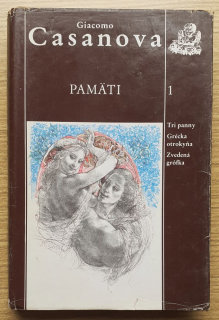 Giacomo
Casanova
PAMÄTI 1
Tri panny
Grécka
otrokyňa
Zvedená
grófka